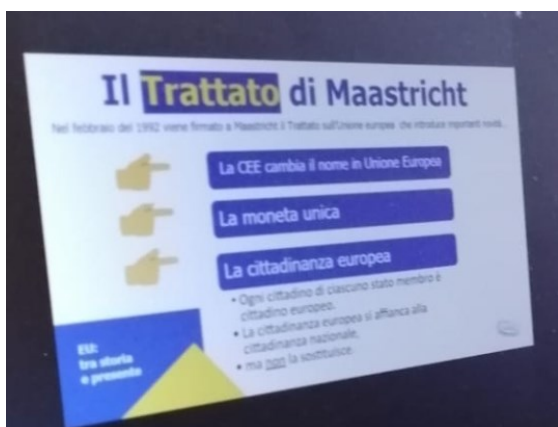 Il Trattato di Maastricht
Nel febbraio del 1992 viene firmato a Maastricht il Trattato sull'Unione europea che introduce importanti novità...
La CEE cambia il nome in Unione Europea
La moneta unica
La cittadinanza europea
• Ogni cittadino di ciascuno stato membro è
cittadino europeo.
• La cittadinanza europea si affianca alla
cittadinanza nazionale,
• ma non la sostituisce.
EU:
tra storia
e presente